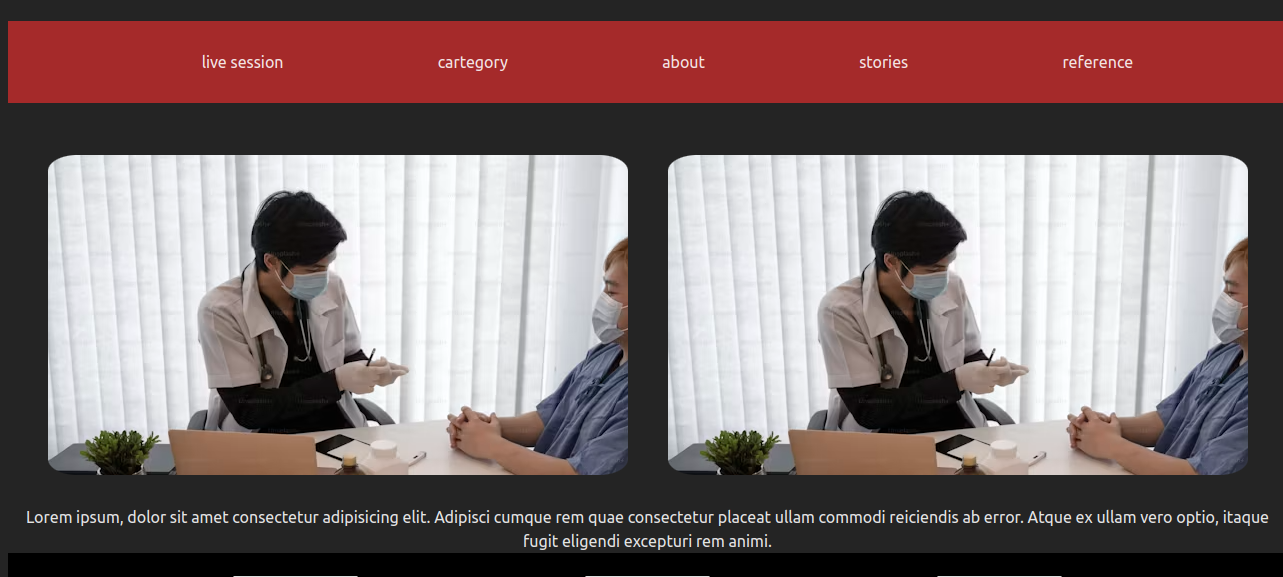 live session
cartegory
about
stories
reference
Lorem ipsum, dolor sit amet consectetur adipisicing elit. Adipisci cumque rem quae consectetur placeat ullam commodi reiciendis ab error. Atque ex ullam vero optio, itaque
fugit eligendi excepturi rem animi.